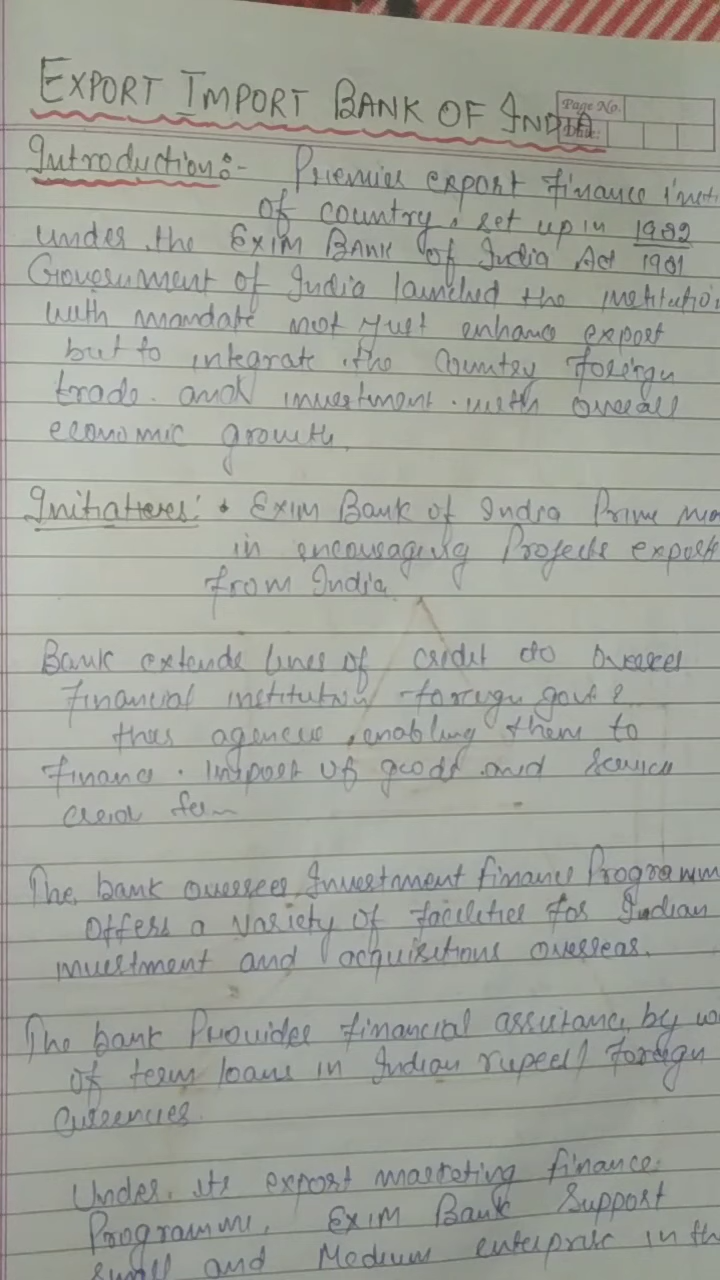 EXPORT IMPORT BANK OF INDIA
Page No.
Date:
Introduction:- Premier export finance insti
of country, set up in 1982
under the EXIM BANK of India Act 1981
Government of India launched the institution
with mandate not just enhance export
but to integrate the country foreign
trade and investment with overall
economic growth.
Initiatives: EXIM Bank of India Prime mo
in encouraging Projects export
from India.
Bank extends lines of credit to
financial institution foreign govt &
agencies, enabling them to
finance import of goods and service
The bank overseas Investment finance Programm
offers a variety of facilities for Indian
investment and acquisitions overseas.
The bank Provides financial assistance by wa
of term loans in Indian rupees/ foreign
currencies.
Under its export marketing finance
Programme, EXIM Bank Support
small and Medium enterprise in th